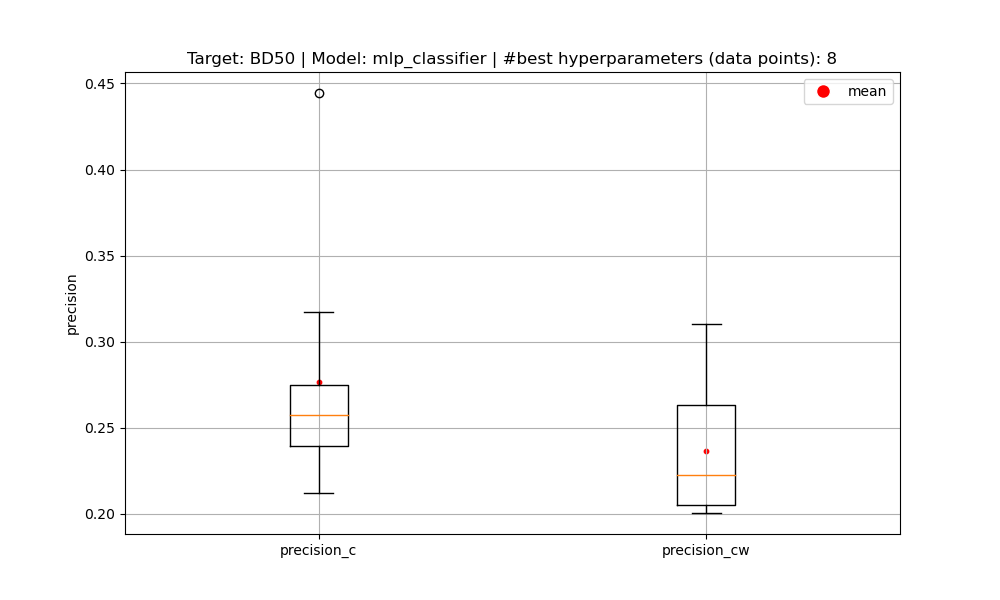 Target: BD50 | Model: mlp_classifier | #best hyperparameters (data points): 8
mean
precision
0.45
0.40
0.35
0.30
0.25
0.20
precision_c
precision_cw